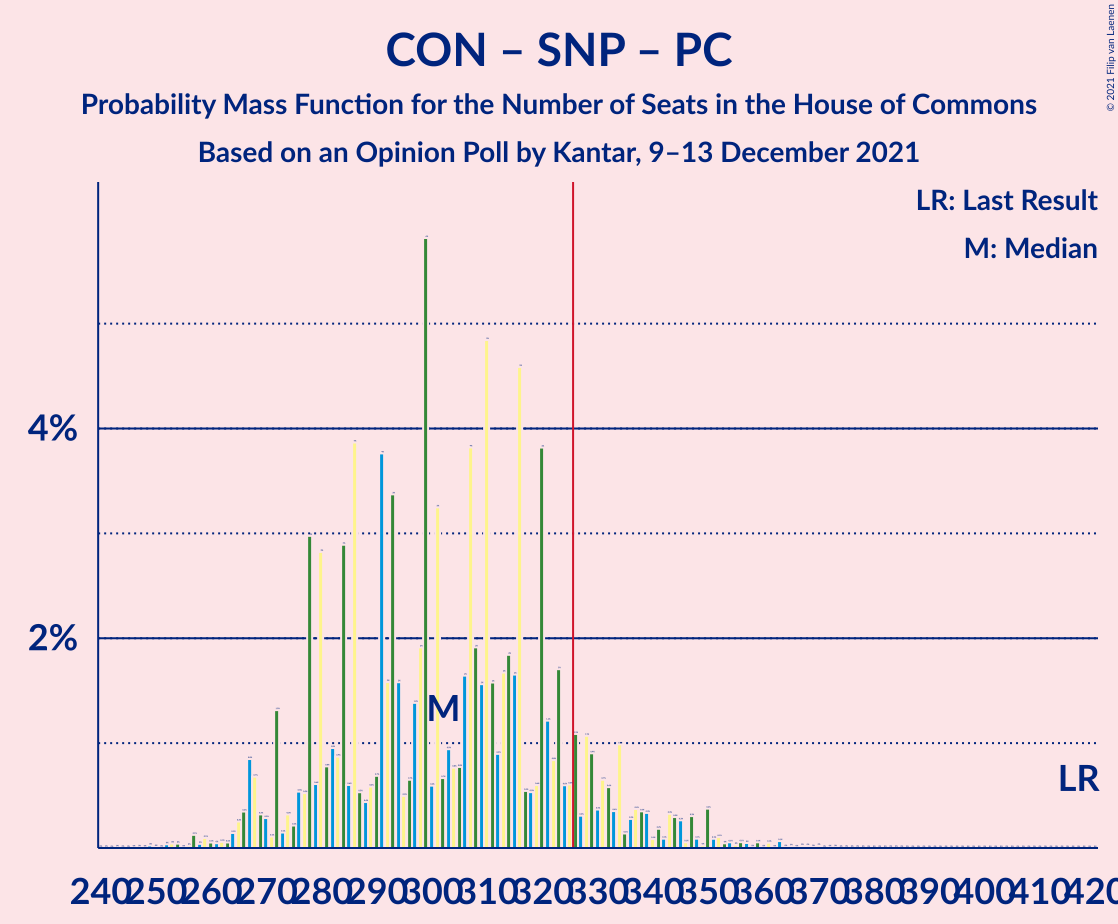 CON – SNP – PC
Probability Mass Function for the Number of Seats in the House of Commons
Based on an Opinion Poll by Kantar, 9–13 December 2021
© 2021 Filip van Laenen
LR: Last Result
M: Median
4%
2%
M
LR
240 250 260 270 280 290 300 310 320 330 340 350 360 370 380 390 400 410 420